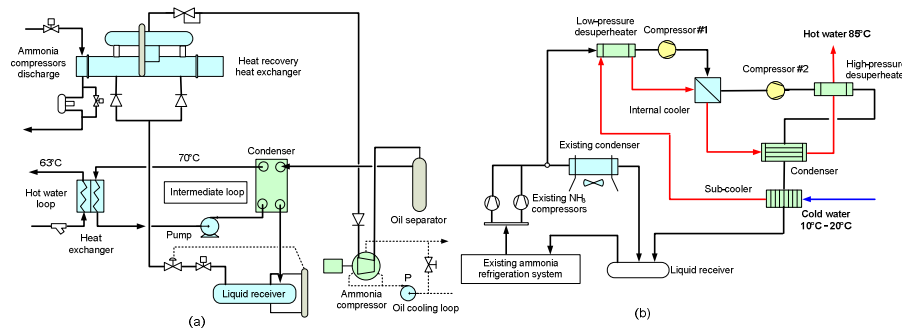 (a)
Ammonia
compressors
discharge
Heat recovery
heat exchanger
63°C
70°C
Condenser
Hot water
loop
Intermediate loop
Oil separator
Pump
Heat
exchanger
Liquid receiver
Ammonia
compressor
P
Oil cooling loop
(a)
b)
Low-pressure
desuperheater
Compressor#1
Hot water 85°C
High-pressure
desuperheater
Compressor #2
Internal cooler
Existing condenser
Condenser
Sub-cooler
Existing NH3
compressors
Cold water
10°C - 20°C
Existing ammonia
refrigeration system
Liquid receiver
(b)